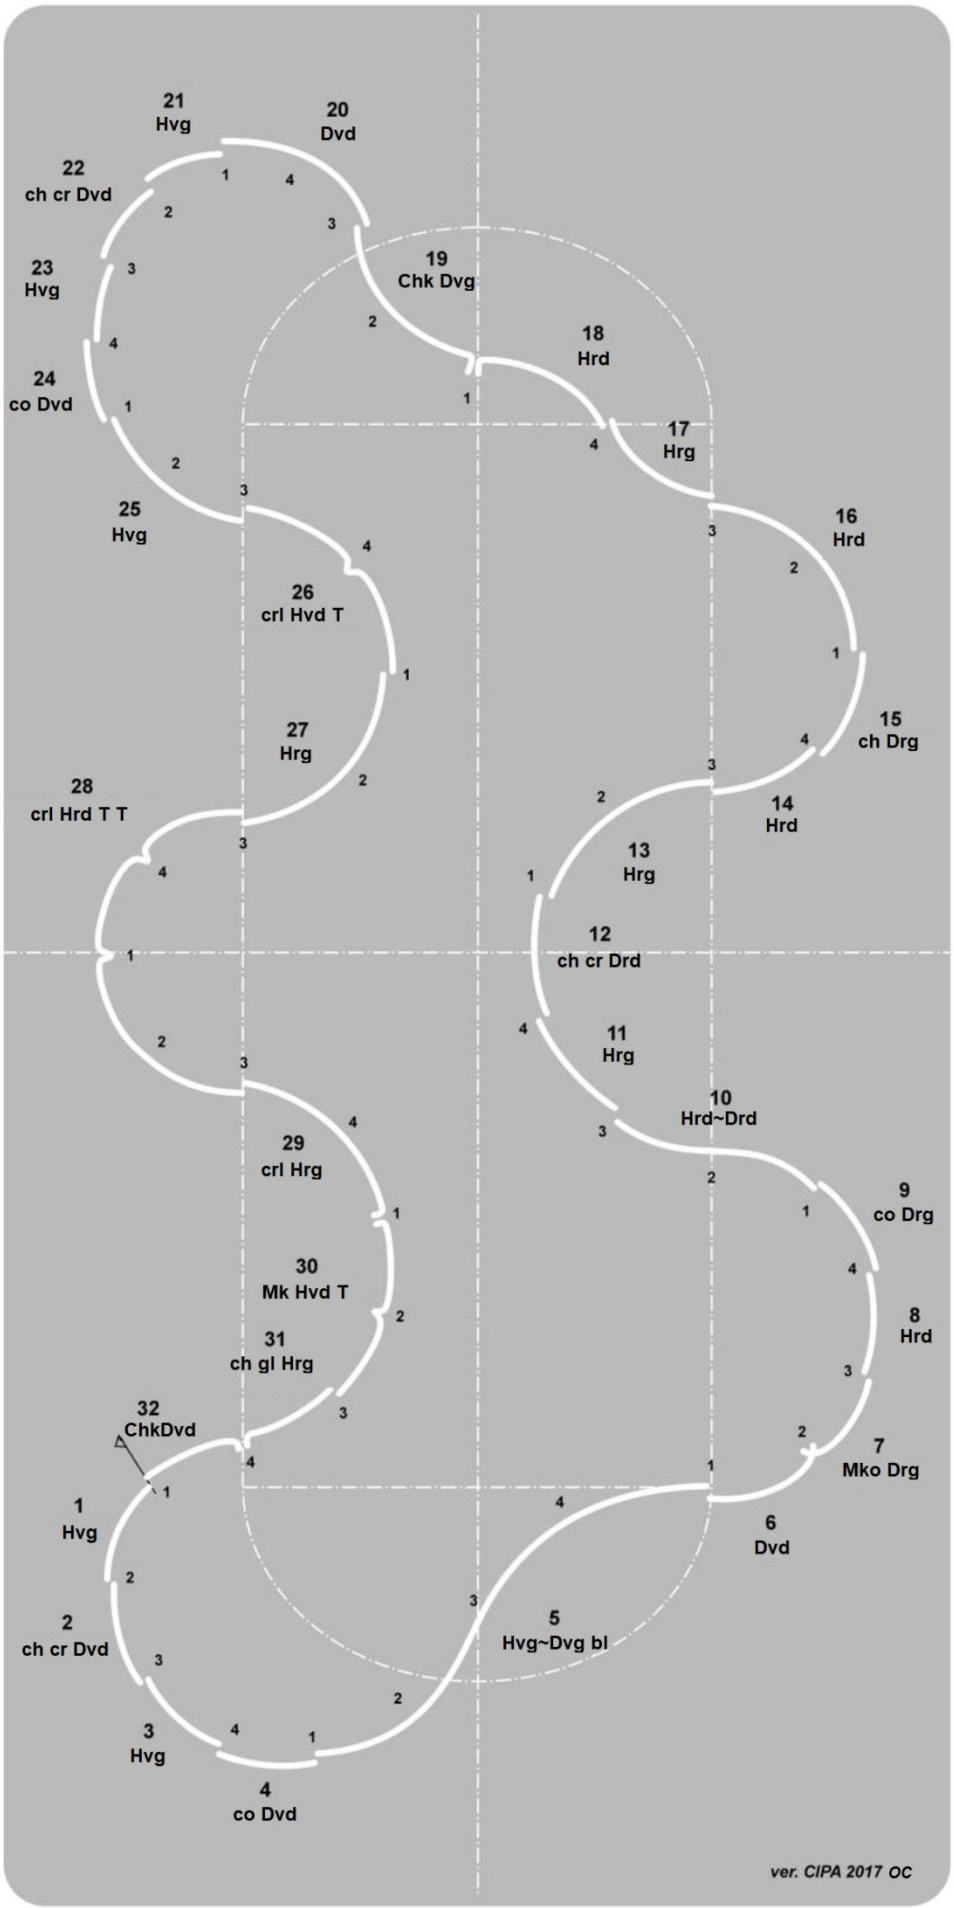 21
Hvg
20
Dvd
1
4
22
ch cr Dvd
2
3
19
Chk Dvg
23
Hvg
3
2
18
Hrd
4
24
co Dvd
1
1
4
17
Hrg
2
25
Hvg
3
3
16
Hrd
4
2
26
crl Hvd T
1
1
15
ch Drg
27
Hrg
4
3
2
28
crl Hrd T T
2
14
Hrd
3
13
Hrg
4
1
12
ch cr Drd
1
4
11
Hrg
2
3
10
Hrd~Drd
4
3
29
crl Hrg
2
9
co Drg
1
1
30
Mk Hvd T
4
8
Hrd
2
31
ch gl Hrg
3
3
32
ChkDvd
2
7
Mko Drg
4
1
1
1
Hvg
4
6
Dvd
2
3
5
Hvg~Dvg bl
2
ch cr Dvd
3
2
3
Hvg
4
1
4
co Dvd
ver. CIPA 2017 OC